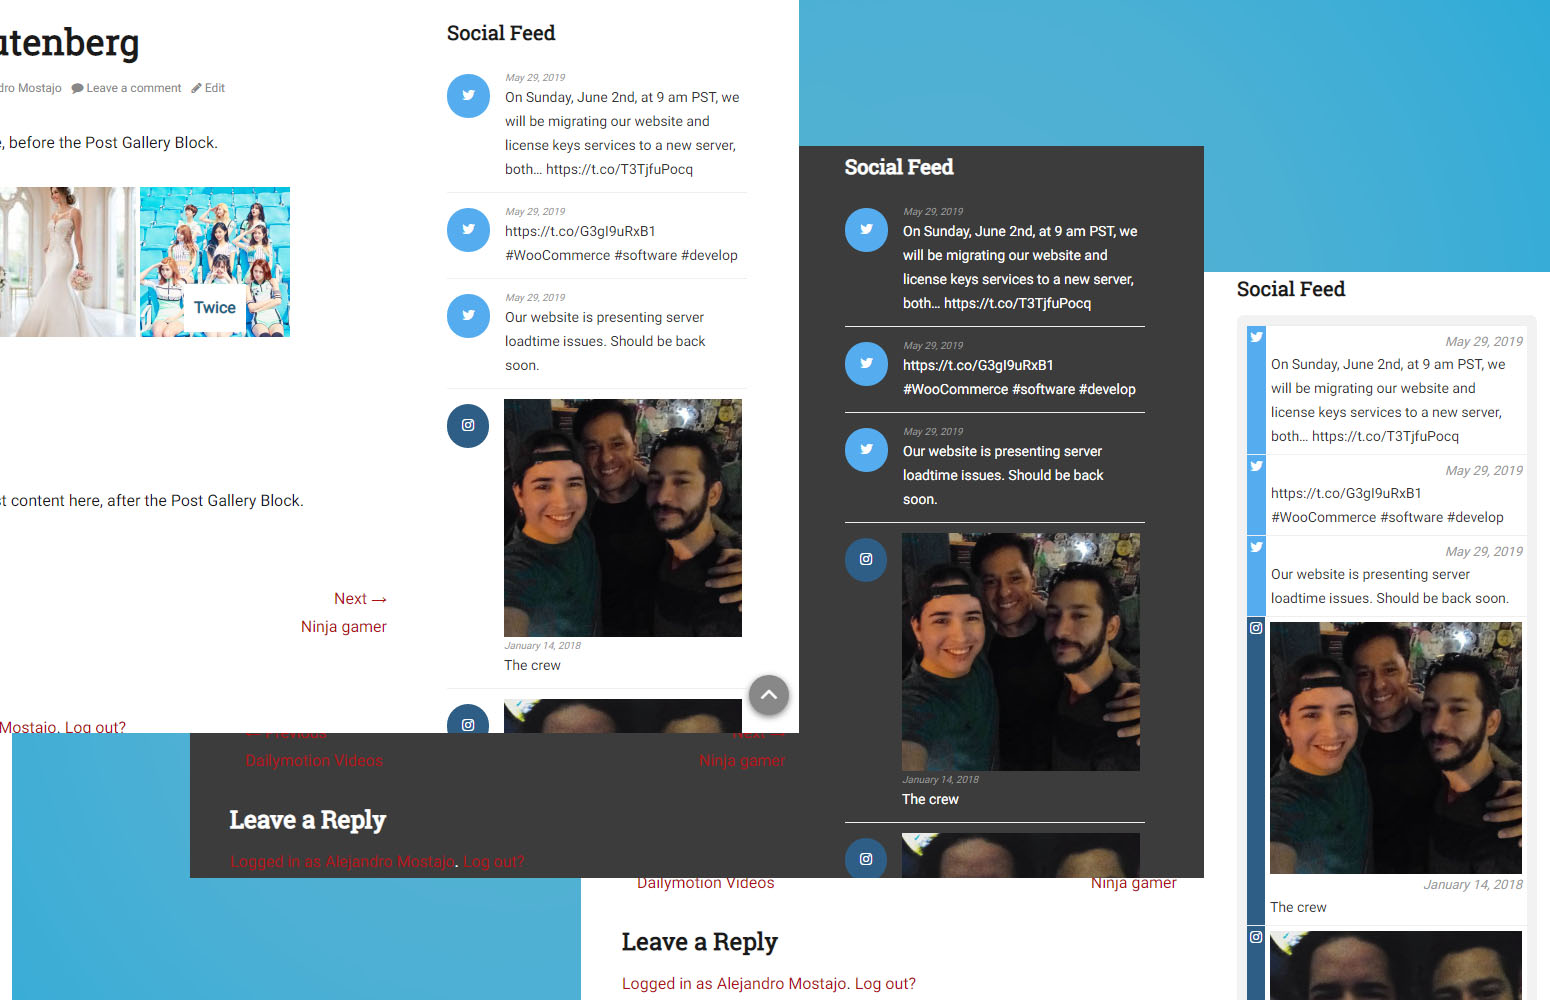 utenberg
dro Mostajo Leave a comment Edit
, before the Post Gallery Block.
Twice
t content here, after the Post Gallery Block.
Next →
Ninja gamer
Mostajo. Log out?
Social Feed
May 29, 2019
On Sunday, June 2nd, at 9 am PST, we
will be migrating our website and
license keys services to a new server,
both... https://t.co/T3TjfuPocq
May 29, 2019
https://t.co/G3gI9uRxB1
#WooCommerce #software #develop
May 29, 2019
Our website is presenting server
loadtime issues. Should be back
soon.
January 14, 2018
The crew
← Previous
Dailymotion Videos
Next →
Ninja gamer
Leave a Reply
Logged in as Alejandro Mostajo. Log out?
Social Feed
May 29, 2019
On Sunday, June 2nd, at 9 am PST, we
will be migrating our website and
license keys services to a new server,
both... https://t.co/T3TjfuPocq
May 29, 2019
https://t.co/G3gI9uRxB1
#WooCommerce #software #develop
May 29, 2019
Our website is presenting server
loadtime issues. Should be back
soon.
January 14, 2018
The crew
Dailymotion Videos
Ninja gamer
Leave a Reply
Logged in as Alejandro Mostajo. Log out?
Social Feed
May 29, 2019
On Sunday, June 2nd, at 9 am PST, we
will be migrating our website and
license keys services to a new server,
both... https://t.co/T3TjfuPocq
May 29, 2019
https://t.co/G3gI9uRxB1
#WooCommerce #software #develop
May 29, 2019
Our website is presenting server
loadtime issues. Should be back soon.
January 14, 2018
The crew